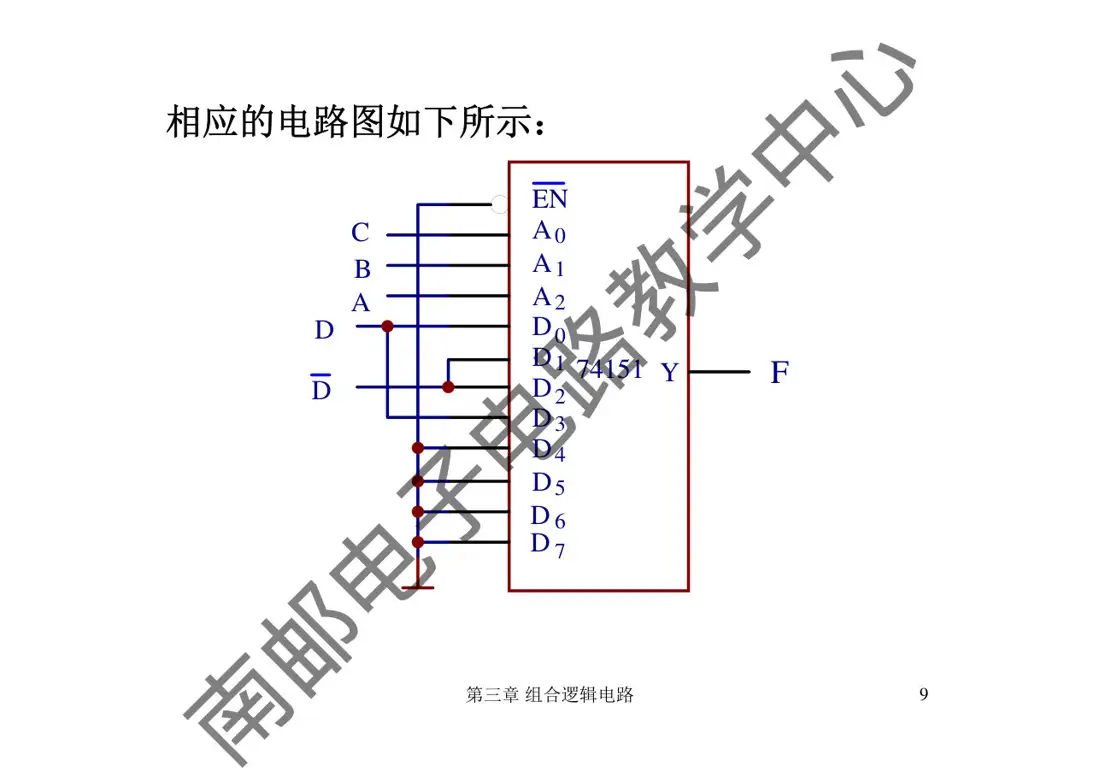 相应的电路图如下所示：
E̅N̅
C A0
B A1
A A2
D D0
D1 74151 Y F
D̅ D2
D3
D4
D5
D6
D7
南邮电子电路教学中心
第三章 组合逻辑电路 9